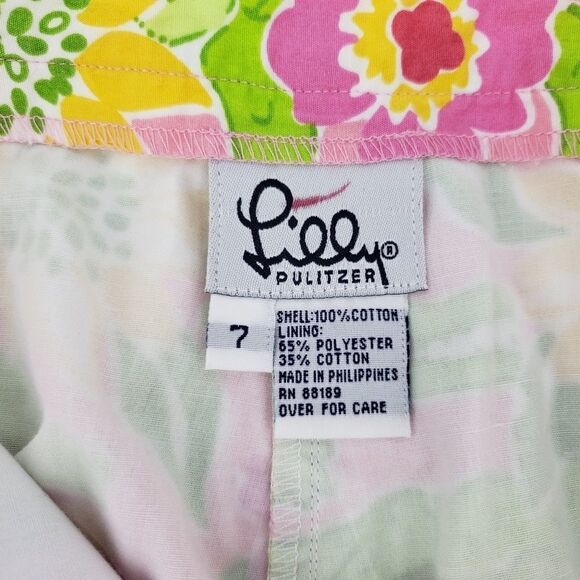 Lilly®
PULITZER
7
SHELL:100%COTTON
LINING:
65% POLYESTER
35% COTTON
MADE IN PHILIPPINES
RN 88189
OVER FOR CARE